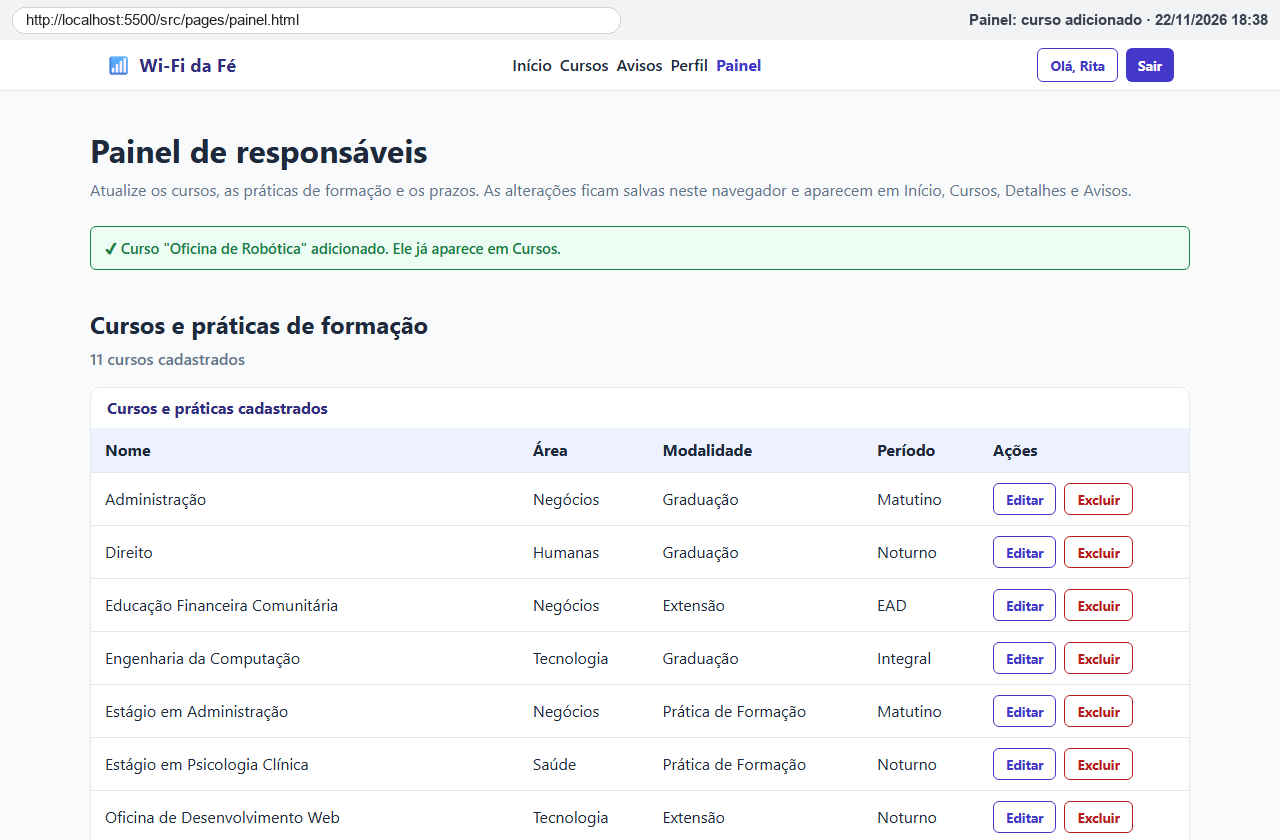 http://localhost:5500/src/pages/painel.html
Painel: curso adicionado · 22/11/2026 18:38
Wi-Fi da Fé
Início Cursos Avisos Perfil Painel
Olá, Rita Sair
Painel de responsáveis
Atualize os cursos, as práticas de formação e os prazos. As alterações ficam salvas neste navegador e aparecem em Início, Cursos, Detalhes e Avisos.
✔ Curso "Oficina de Robótica" adicionado. Ele já aparece em Cursos.
Cursos e práticas de formação
11 cursos cadastrados
Cursos e práticas cadastrados
Nome Área Modalidade Período Ações
Administração Negócios Graduação Matutino Editar Excluir
Direito Humanas Graduação Noturno Editar Excluir
Educação Financeira Comunitária Negócios Extensão EAD Editar Excluir
Engenharia da Computação Tecnologia Graduação Integral Editar Excluir
Estágio em Administração Negócios Prática de Formação Matutino Editar Excluir
Estágio em Psicologia Clínica Saúde Prática de Formação Noturno Editar Excluir
Oficina de Desenvolvimento Web Tecnologia Extensão Noturno Editar Excluir